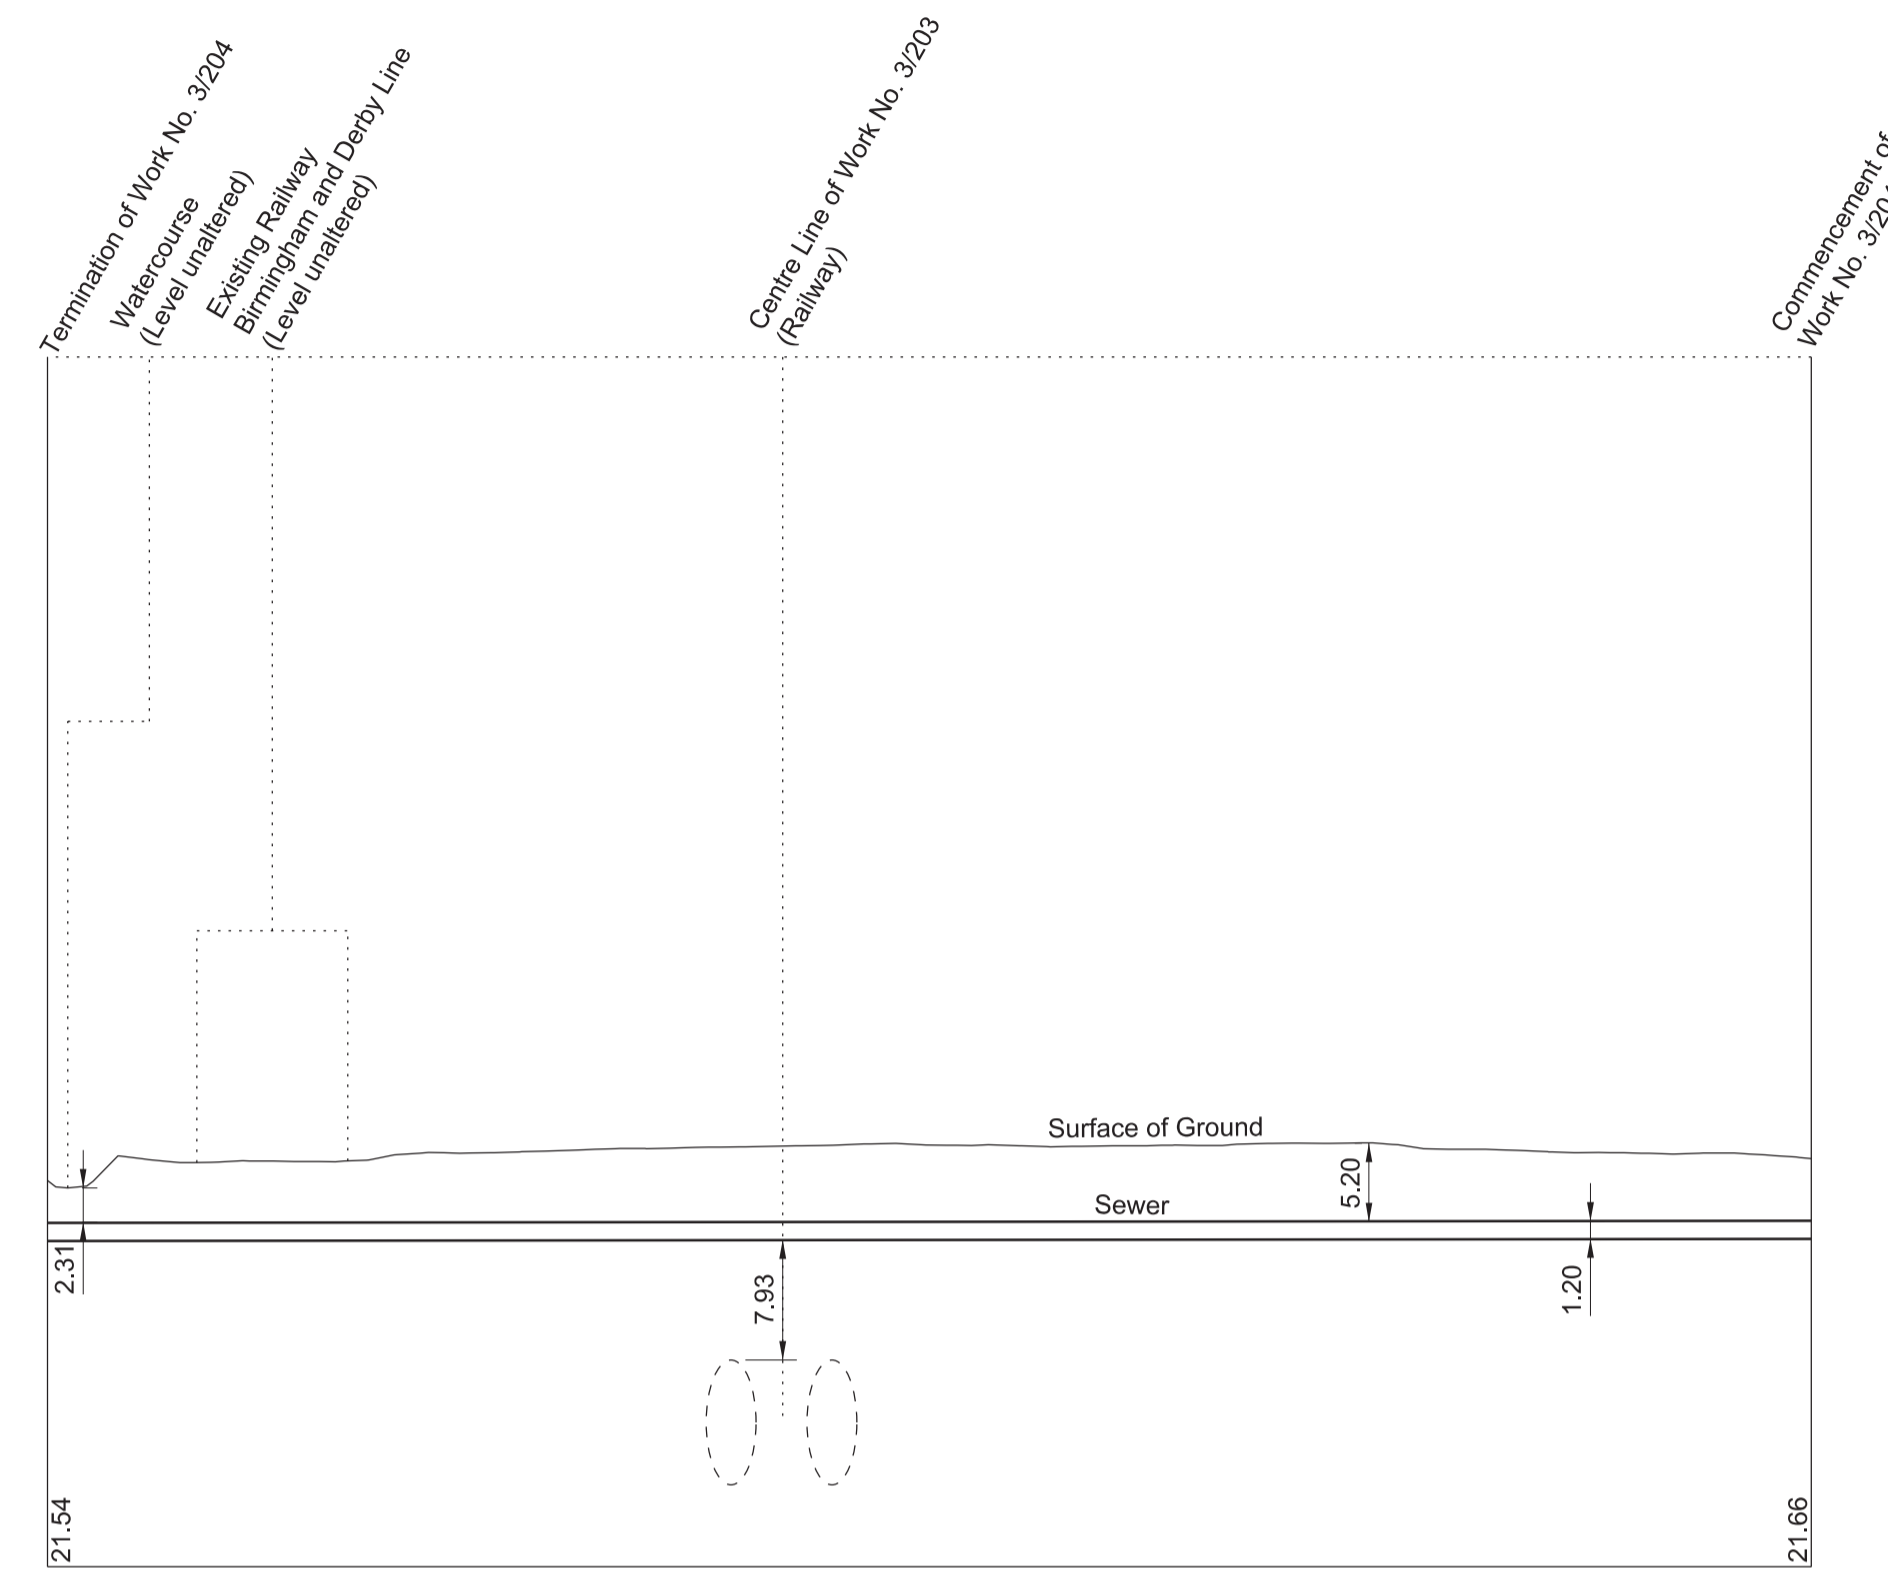 Termination of Work No. 3/204
Watercourse
(Level unaltered)
Existing Railway
Birmingham and Derby Line
(Level unaltered)
Centre Line of Work No. 3/203
(Railway)
Commencement of
Work No.
Surface of Ground
5.20
Sewer
2.31
7.93
1.20
21.54
21.66